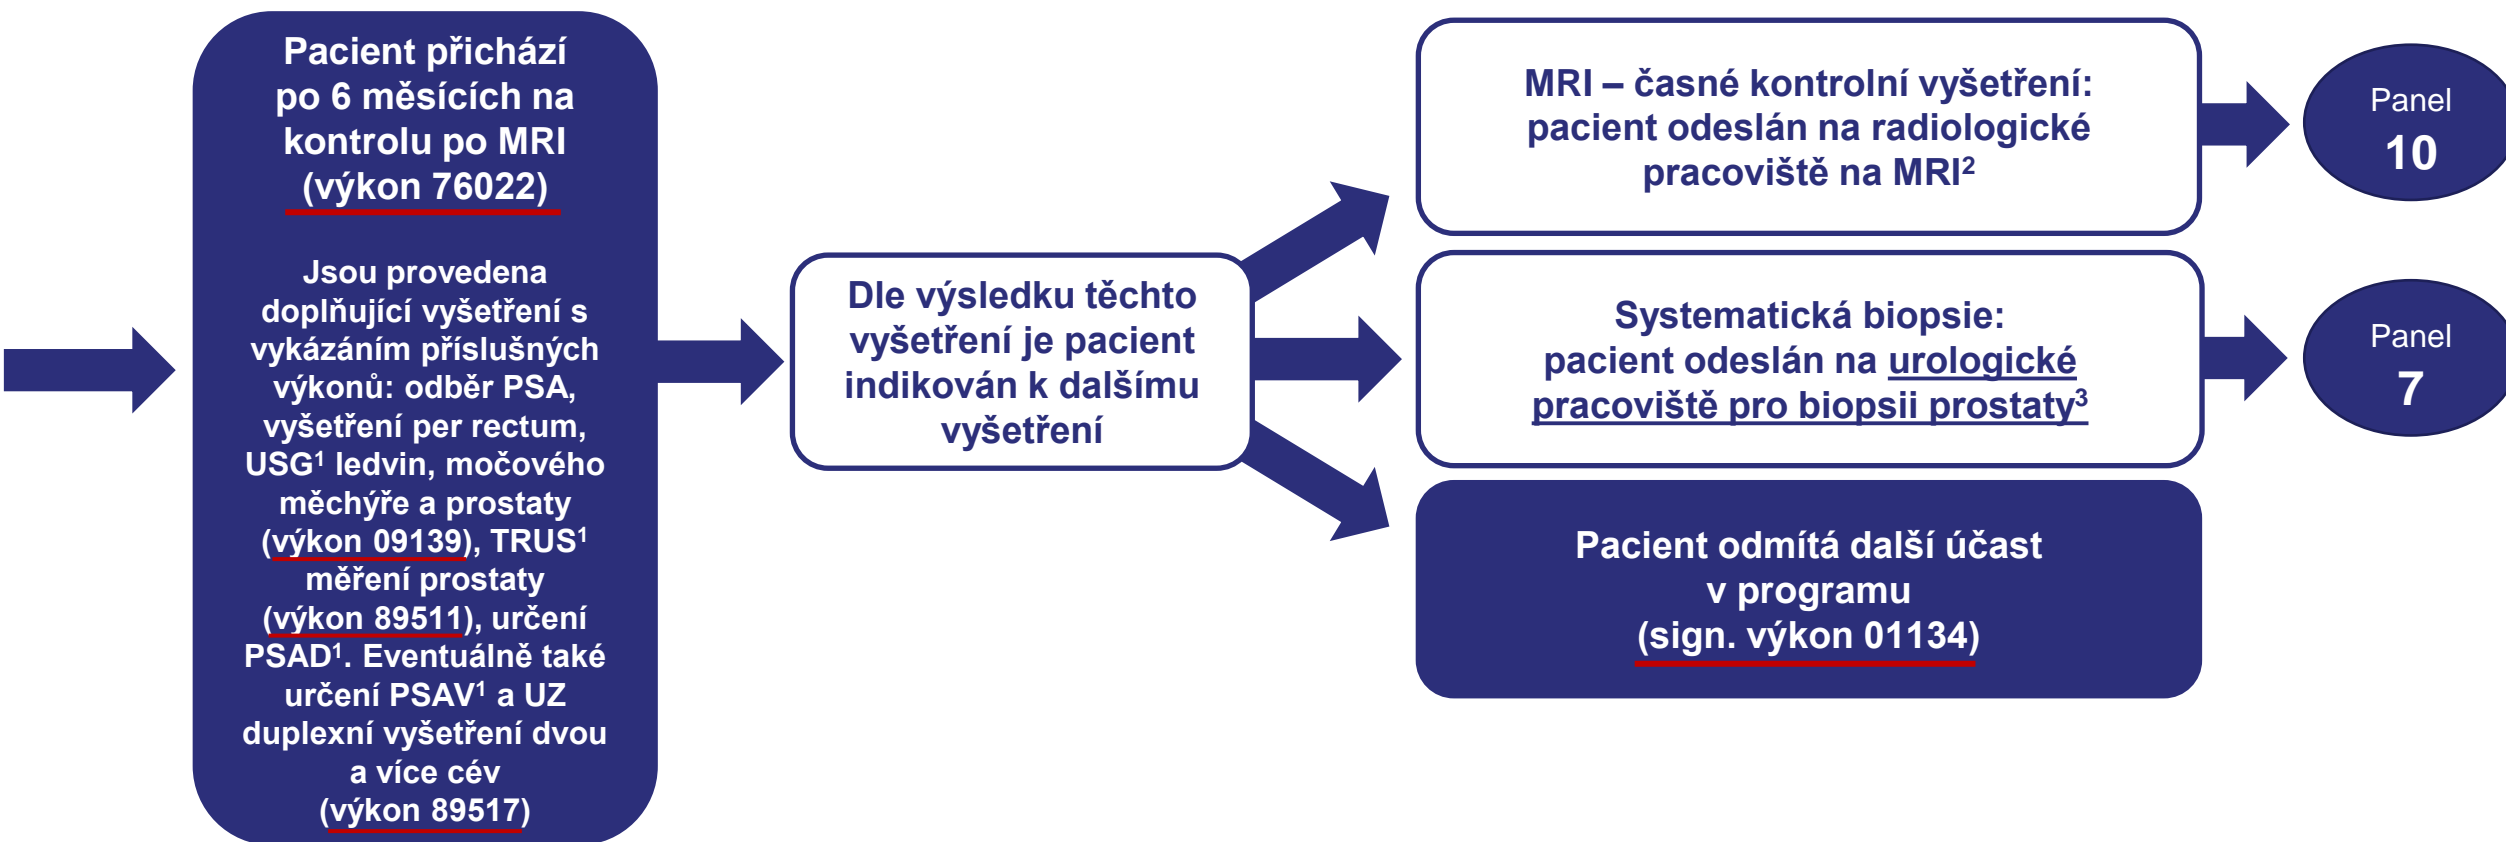 Pacient přichází
po 6 měsících na
kontrolu po MRI
(výkon 76022)
Jsou provedena
doplňující vyšetření s
vykázáním příslušných
výkonů: odběr PSA,
vyšetření per rectum,
USG¹ ledvin, močového
měchýře a prostaty
(výkon 09139), TRUS¹
měření prostaty
(výkon 89511), určení
PSAD¹. Eventuálně také
určení PSAV¹ a UZ
duplexní vyšetření dvou
a více cév
(výkon 89517)
Dle výsledku těchto
vyšetření je pacient
indikován k dalšímu
vyšetření
MRI – časné kontrolní vyšetření:
pacient odeslán na radiologické
pracoviště na MRI²
Panel
10
Systematická biopsie:
pacient odeslán na urologické
pracoviště pro biopsii prostaty³
Panel
7
Pacient odmítá další účast
v programu
(sign. výkon 01134)